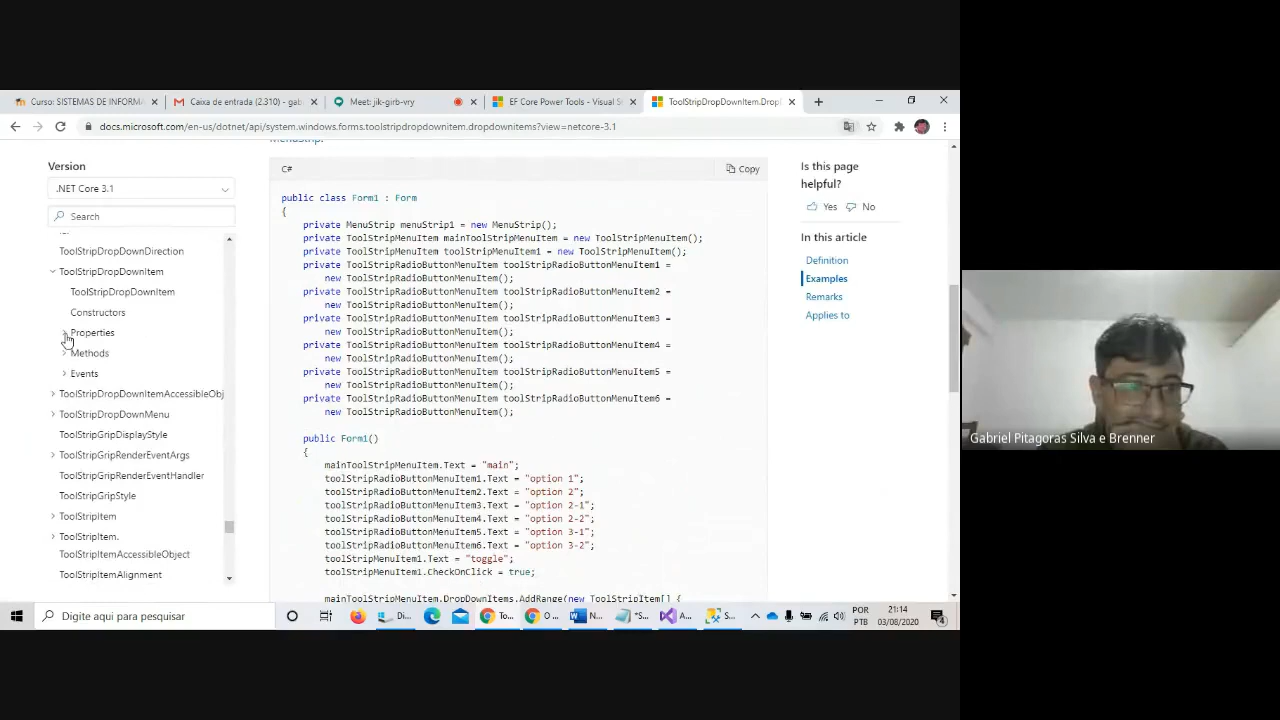 Curso: SISTEMAS DE INFORMA
Caixa de entrada (2.310) - gab
Meet: jik-girb-vry
EF Core Power Tools - Visual S
ToolStripDropDownItem.Drop
docs.microsoft.com/en-us/dotnet/api/system.windows.forms.toolstripdropdownitem.dropdownitems?view=netcore-3.1
Version
.NET Core 3.1
Search
ToolStripDropDownDirection
ToolStripDropDownItem
ToolStripDropDownItem
Constructors
Properties
Methods
Events
ToolStripDropDownItemAccessibleObj
ToolStripDropDownMenu
ToolStripGripDisplayStyle
ToolStripGripRenderEventArgs
ToolStripGripRenderEventHandler
ToolStripGripStyle
ToolStripItem
ToolStripItem.
ToolStripItemAccessibleObject
ToolStripItemAlignment
MenuStrip.
C#
Copy
public class Form1 : Form
{
private MenuStrip menuStrip1 = new MenuStrip();
private ToolStripMenuItem mainToolStripMenuItem = new ToolStripMenuItem();
private ToolStripMenuItem toolStripMenuItem1 = new ToolStripMenuItem();
private ToolStripRadioButtonMenuItem toolStripRadioButtonMenuItem1 =
new ToolStripRadioButtonMenuItem();
private ToolStripRadioButtonMenuItem toolStripRadioButtonMenuItem2 =
new ToolStripRadioButtonMenuItem();
private ToolStripRadioButtonMenuItem toolStripRadioButtonMenuItem3 =
new ToolStripRadioButtonMenuItem();
private ToolStripRadioButtonMenuItem toolStripRadioButtonMenuItem4 =
new ToolStripRadioButtonMenuItem();
private ToolStripRadioButtonMenuItem toolStripRadioButtonMenuItem5 =
new ToolStripRadioButtonMenuItem();
private ToolStripRadioButtonMenuItem toolStripRadioButtonMenuItem6 =
new ToolStripRadioButtonMenuItem();
public Form1()
{
mainToolStripMenuItem.Text = "main";
toolStripRadioButtonMenuItem1.Text = "option 1";
toolStripRadioButtonMenuItem2.Text = "option 2";
toolStripRadioButtonMenuItem3.Text = "option 2-1";
toolStripRadioButtonMenuItem4.Text = "option 2-2";
toolStripRadioButtonMenuItem5.Text = "option 3-1";
toolStripRadioButtonMenuItem6.Text = "option 3-2";
toolStripMenuItem1.Text = "toggle";
toolStripMenuItem1.CheckOnClick = true;
mainToolStripMenuItem.DropDownItems.AddRange(new ToolStripItem[] {
Is this page
helpful?
Yes No
In this article
Definition
Examples
Remarks
Applies to
Gabriel Pitagoras Silva e Brenner
Digite aqui para pesquisar
Di...
To...
O ...
N...
"S...
A...
S...
POR
PTB
21:14
03/08/2020
4